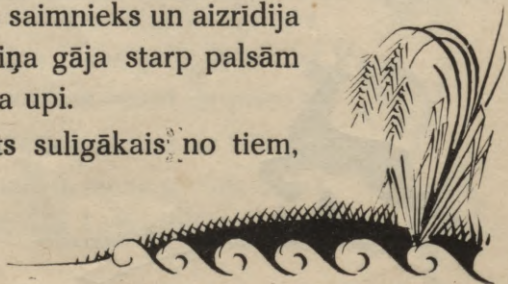 saimnieks un aizrīdija
iņa gāja starp palsām
a upi.
ts sulīgākais no tiem,